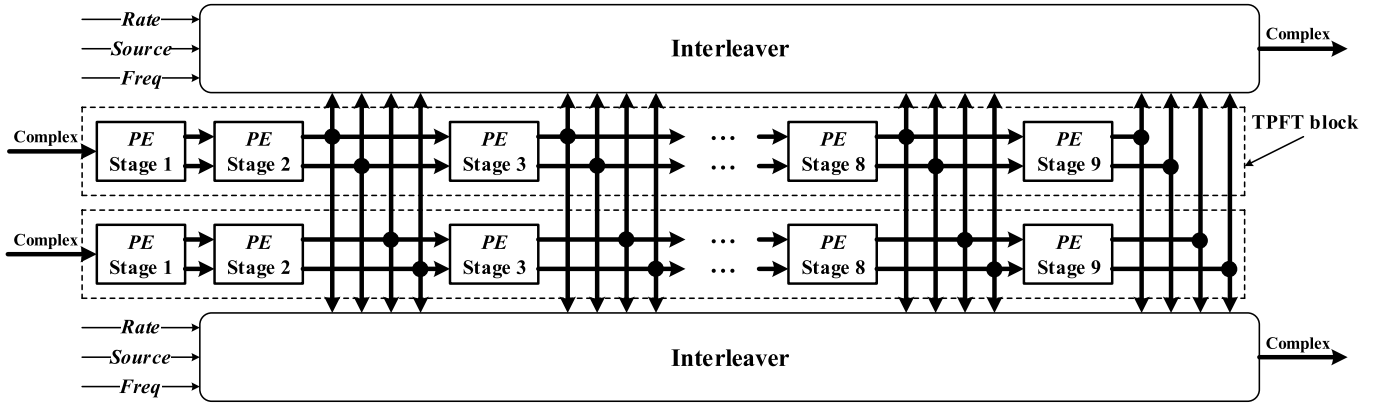 Rate
Source
Freq
Interleaver
Complex
TPFT block
Complex
PE
Stage 1
PE
Stage 2
PE
Stage 3
...
...
PE
Stage 8
PE
Stage 9
Complex
PE
Stage 1
PE
Stage 2
PE
Stage 3
...
...
PE
Stage 8
PE
Stage 9
Rate
Source
Freq
Interleaver
Complex